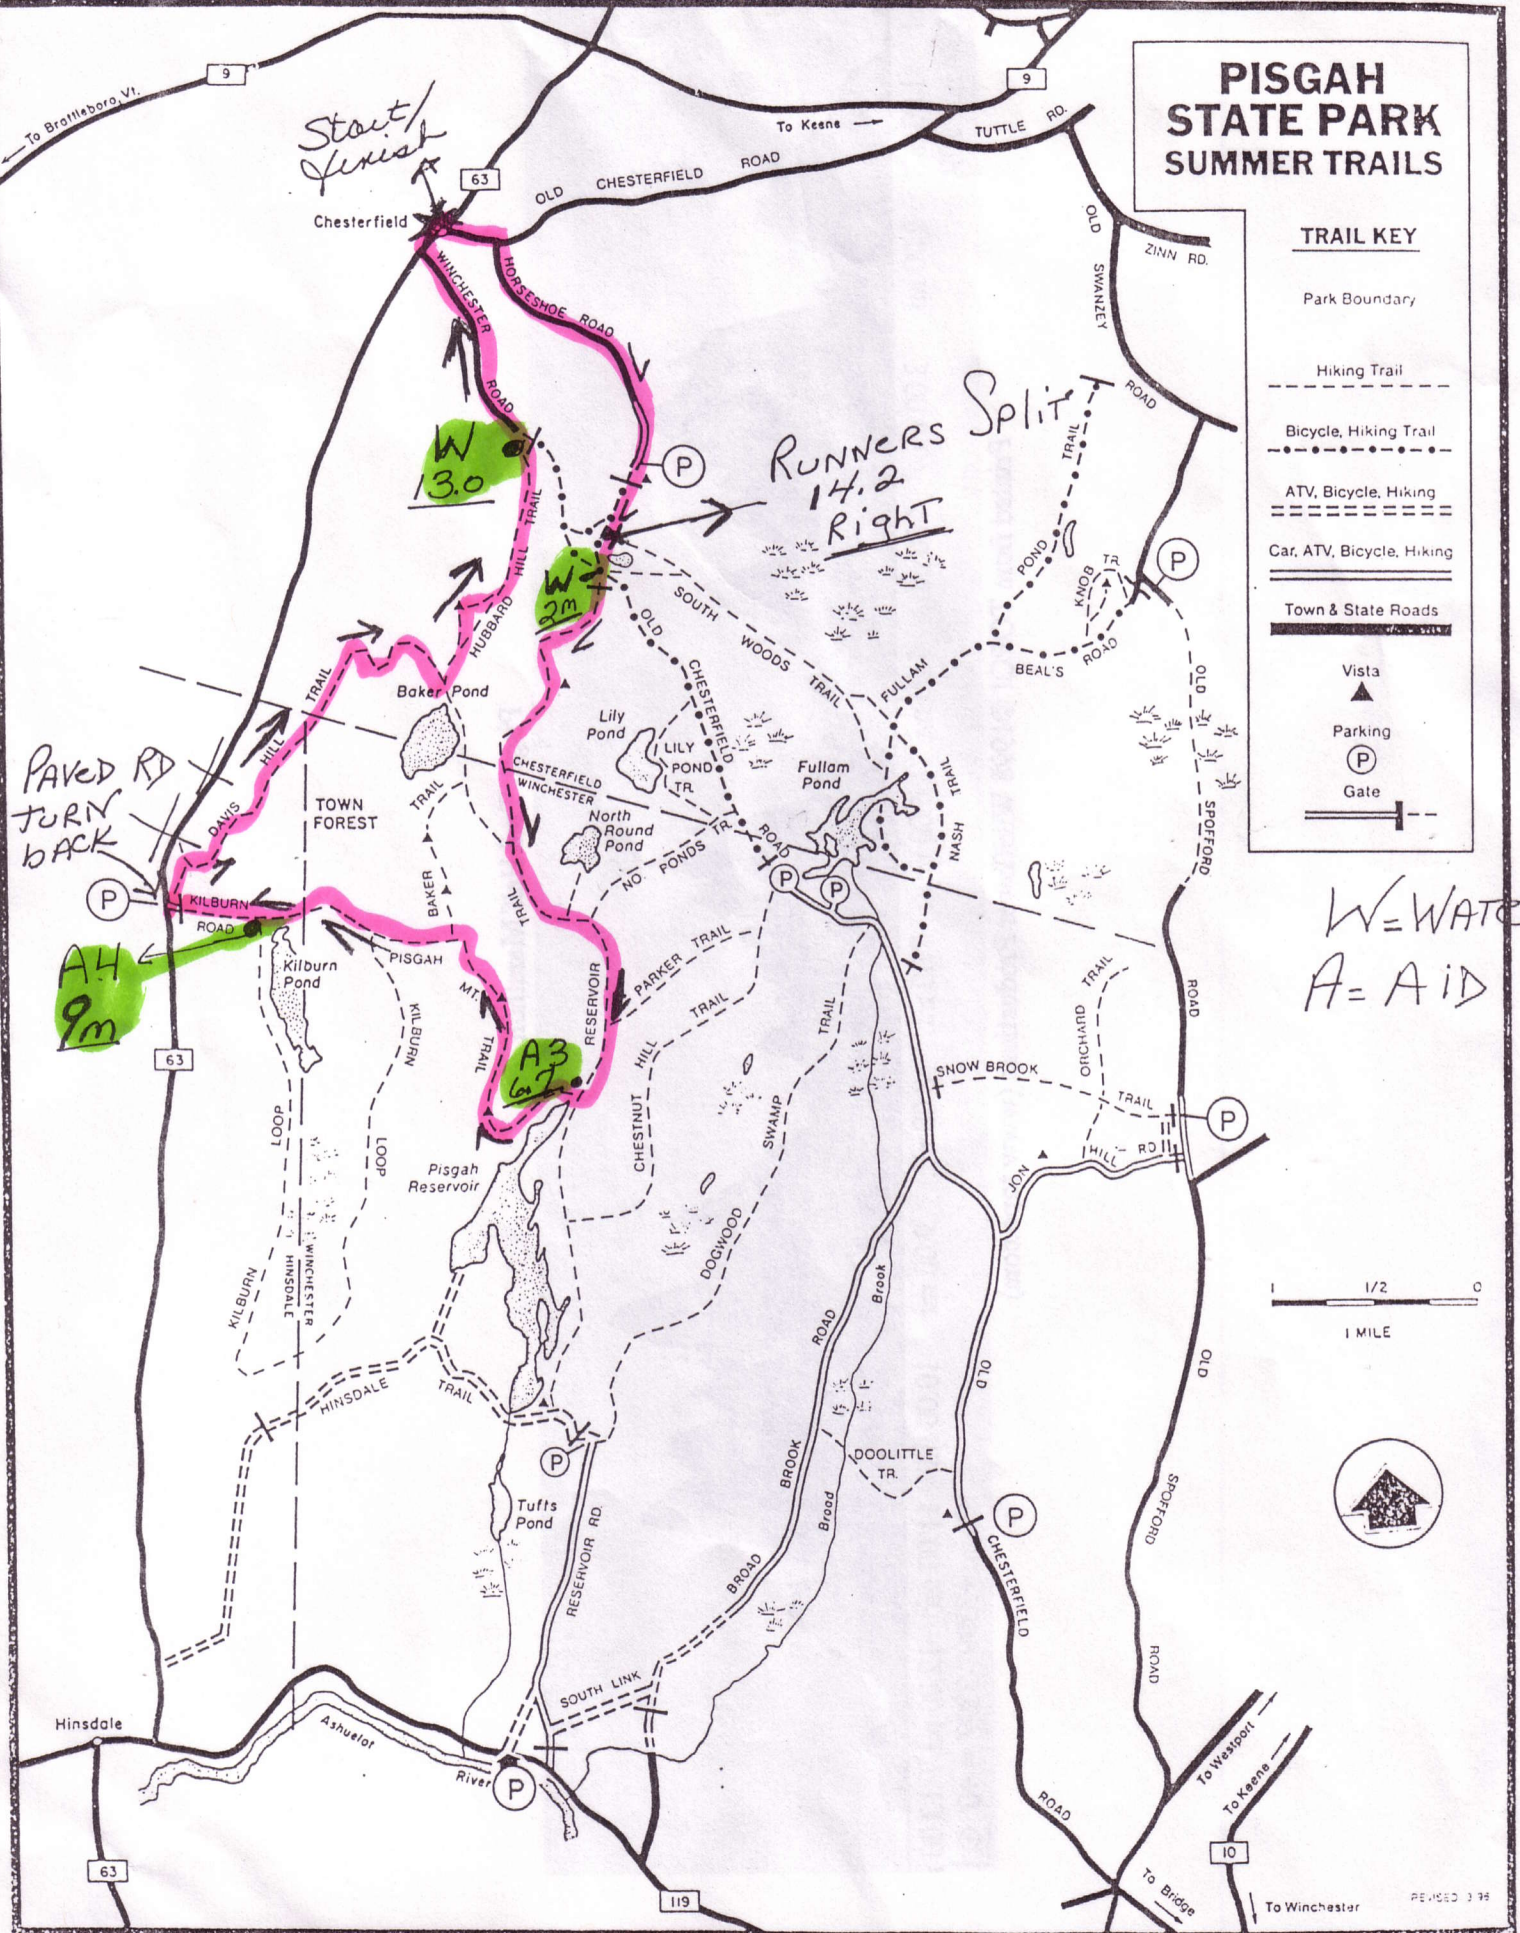 PISGAH
STATE PARK
SUMMER TRAILS
TRAIL KEY
Park Boundary
Hiking Trail
Bicycle, Hiking Trail
ATV, Bicycle, Hiking
Car, ATV, Bicycle, Hiking
Town & State Roads
Vista
Parking
P
Gate
W=WATE
A= AiD
1 1/2 0
1 MILE
REVISED 3 96
9
To Brattleboro, Vt.
9
To Keene
TUTTLE RD.
Start/
Finish
63
OLD CHESTERFIELD ROAD
Chesterfield
OLD SWANZEY ROAD
ZINN RD.
WINCHESTER ROAD
HORSESHOE ROAD
W
13.0
P
RUNNERS Split
14.2
Right
POND TRAIL
HUBBARD HILL TRAIL
W
2m
KNOB TR.
P
SOUTH WOODS TRAIL
OLD CHESTERFIELD ROAD
FULLAM
BEAL'S ROAD
OLD SPOFFORD ROAD
DAVIS HILL TRAIL
Baker Pond
Lily
Pond
LILY
POND
TR.
Fullam
Pond
CHESTERFIELD
WINCHESTER
PAVED RD
TURN
bACK
TOWN
FOREST
BAKER TRAIL
North
Round
Pond
NO. PONDS TR.
NASH TRAIL
P
P
P
KILBURN
ROAD
A4
9m
Kilburn
Pond
PISGAH
MT.
TRAIL
RESERVOIR TRAIL
PARKER TRAIL
A3
6.7
63
KILBURN LOOP
KILBURN LOOP
CHESTNUT HILL TRAIL
DOGWOOD SWAMP TRAIL
ORCHARD TRAIL
SNOW BROOK TRAIL
P
JON HILL RD
Pisgah
Reservoir
WINCHESTER
HINSDALE
HINSDALE TRAIL
P
Tufts
Pond
RESERVOIR RD.
BROAD BROOK ROAD
Broad Brook
DOOLITTLE
TR.
P
OLD CHESTERFIELD ROAD
OLD SPOFFORD ROAD
SOUTH LINK
Hinsdale
Ashuelot
River
P
63
119
To Westport
To Keene
10
To Bridge
To Winchester